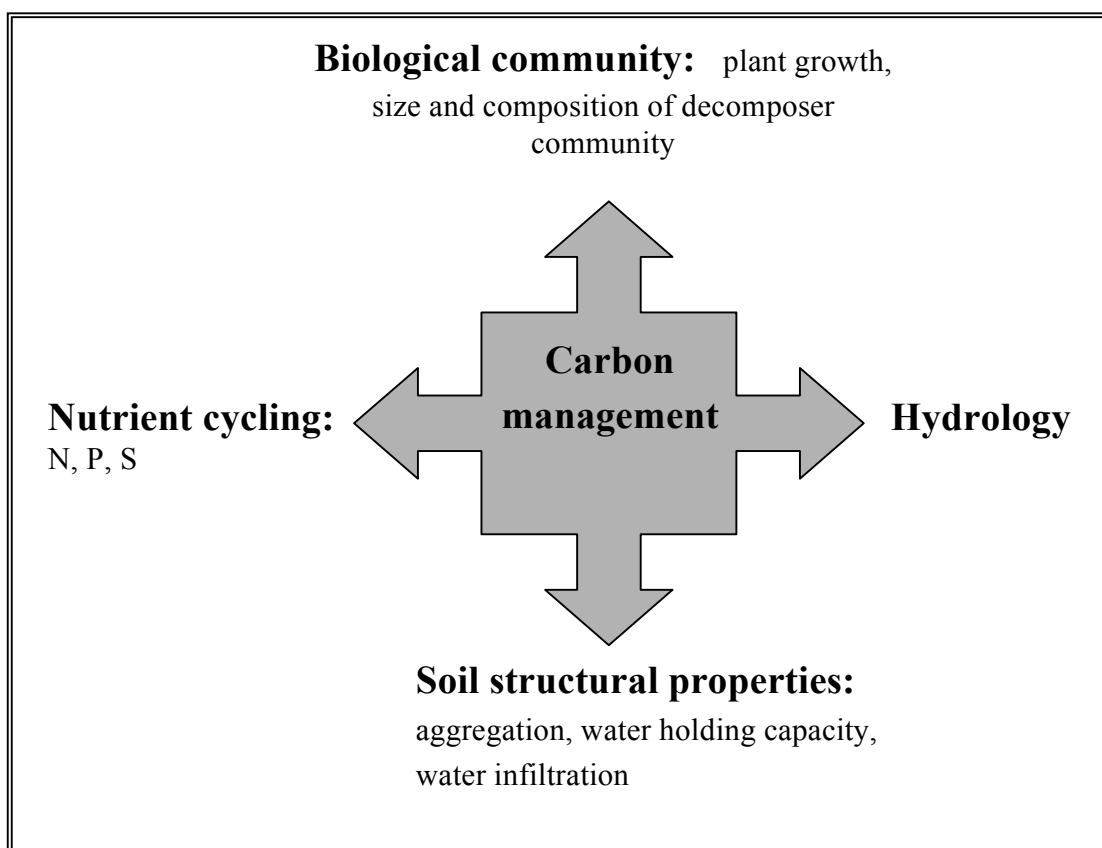 Biological community: plant growth,
size and composition of decomposer
community
Carbon
management
Nutrient cycling:
N, P, S
Hydrology
Soil structural properties:
aggregation, water holding capacity,
water infiltration